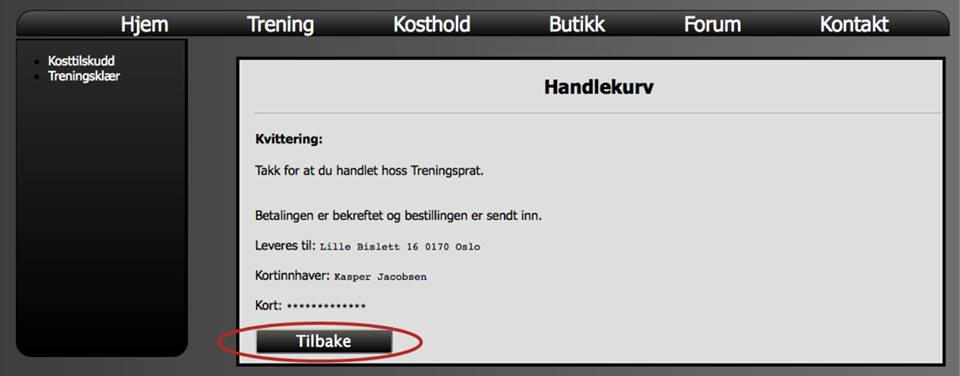 Hjem Trening Kosthold Butikk Forum Kontakt
Kosttilskudd
Treningsklær
Handlekurv
Kvittering:
Takk for at du handlet hoss Treningsprat.
Betalingen er bekreftet og bestillingen er sendt inn.
Leveres til: Lille Bislett 16 0170 Oslo
Kortinnhaver: Kasper Jacobsen
Kort: *************
Tilbake